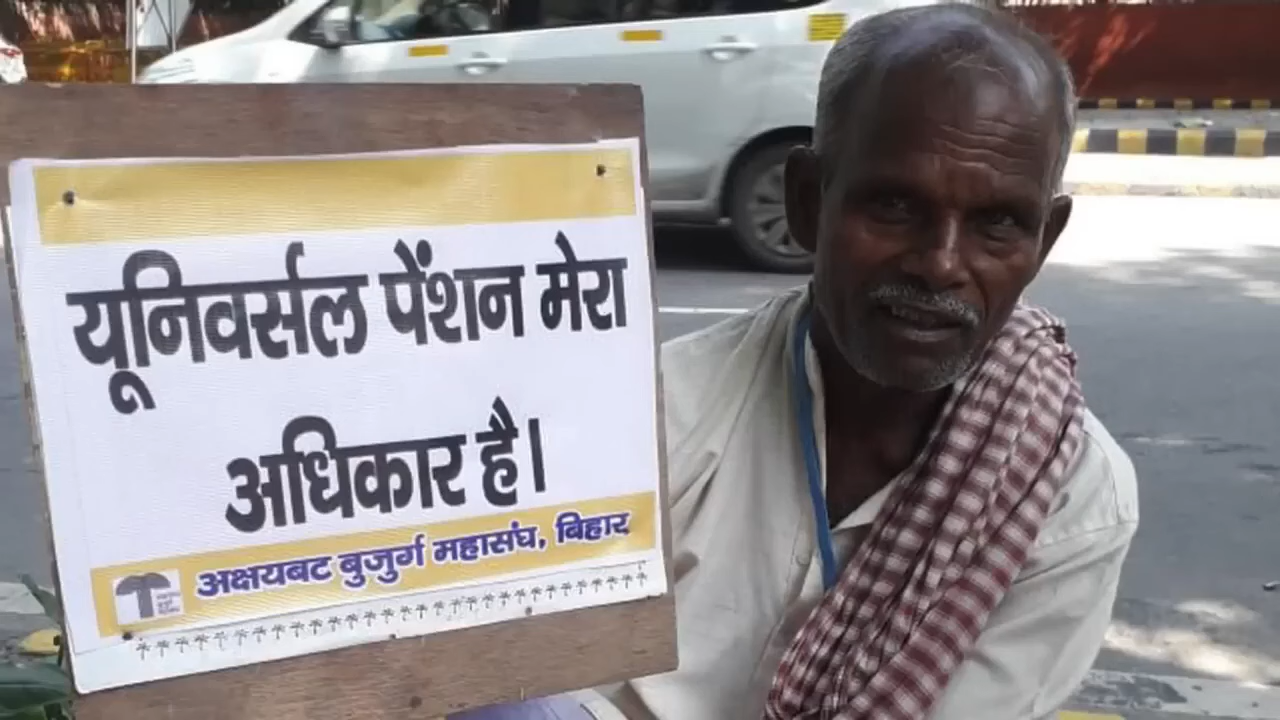 यूनिवर्सल पेंशन मेरा
अधिकार है।
अक्षयबट बुजुर्ग महासंघ, बिहार